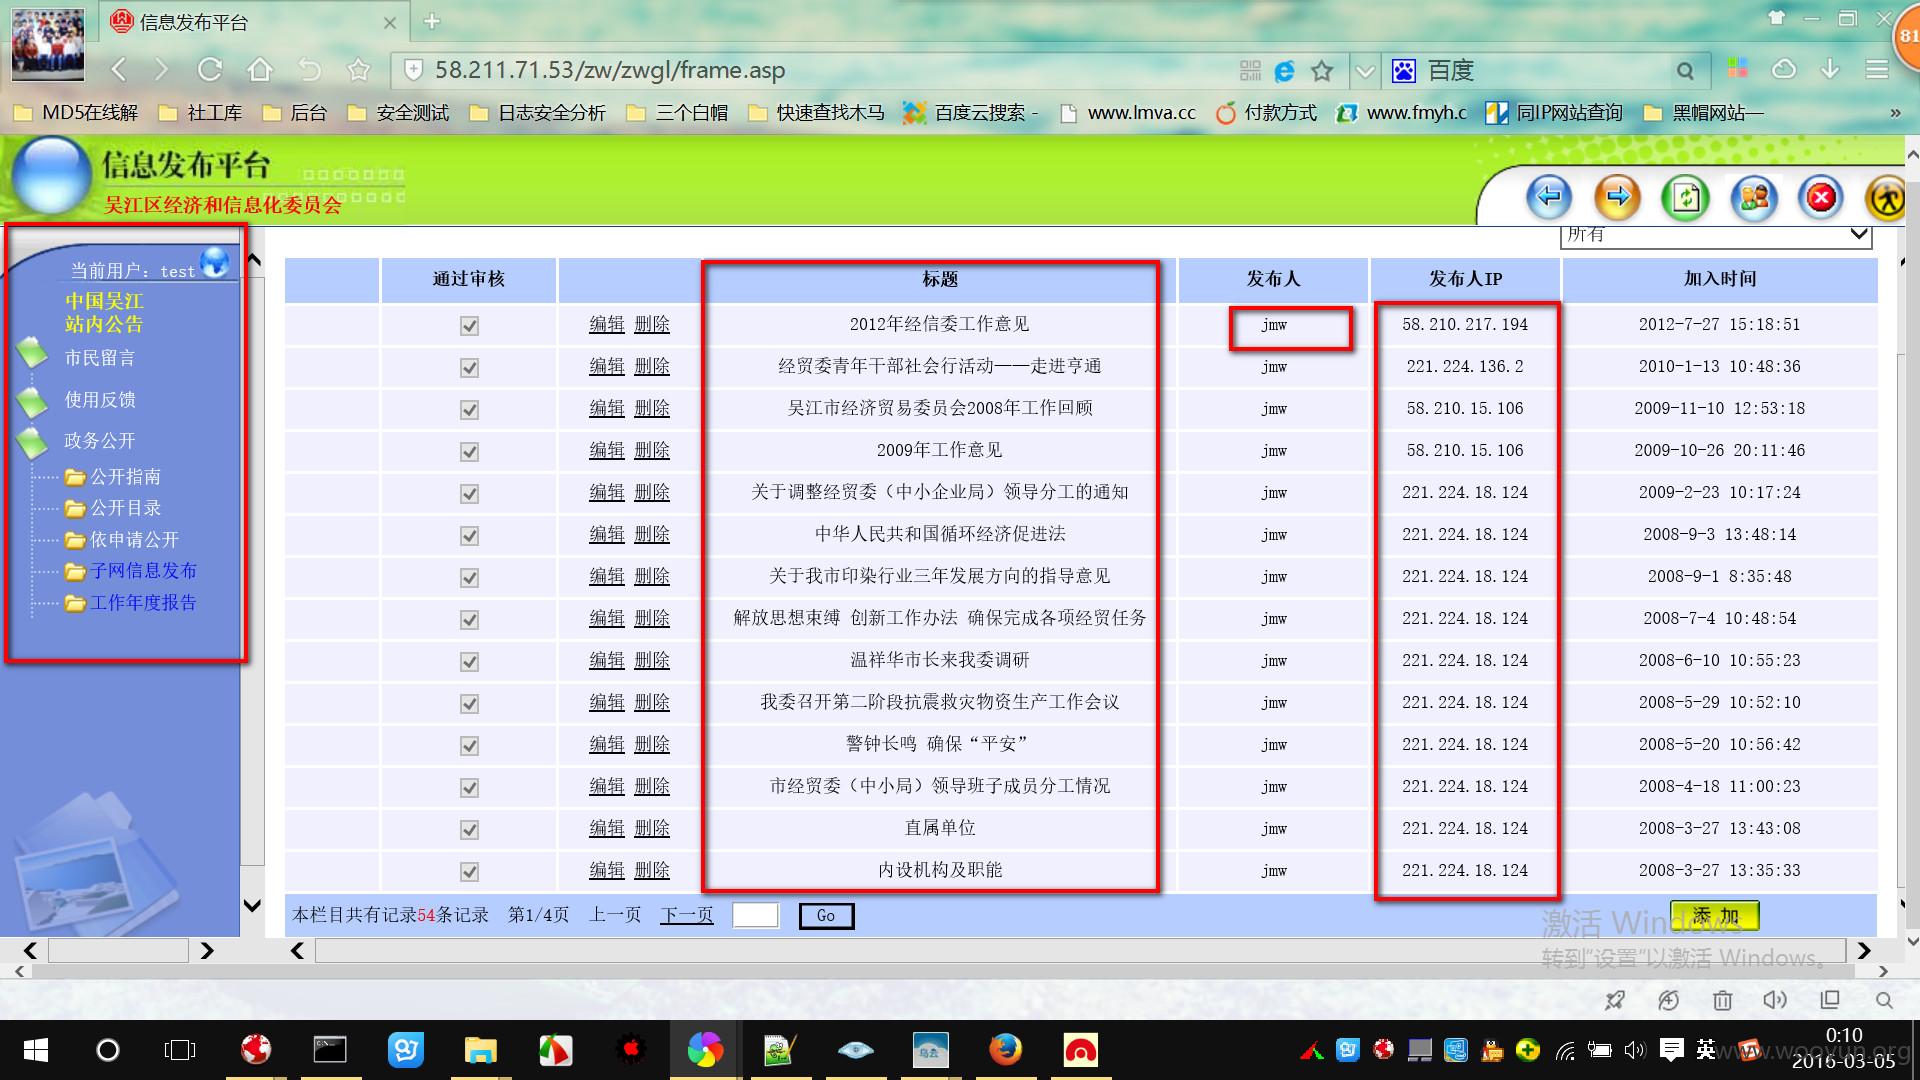 信息发布平台
81
58.211.71.53/zw/zwgl/frame.asp
百度
MD5在线解 社工库 后台 安全测试 日志安全分析 三个白帽 快速查找木马 百度云搜索 - www.lmva.cc 付款方式 www.fmyh.c 同IP网站查询 黑帽网站— »
信息发布平台
吴江区经济和信息化委员会
所有
当前用户: test
中国吴江
站内公告
市民留言
使用反馈
政务公开
公开指南
公开目录
依申请公开
子网信息发布
工作年度报告
通过审核 标题 发布人 发布人IP 加入时间
编辑 删除 2012年经信委工作意见 jmw 58.210.217.194 2012-7-27 15:18:51
编辑 删除 经贸委青年干部社会行活动——走进亨通 jmw 221.224.136.2 2010-1-13 10:48:36
编辑 删除 吴江市经济贸易委员会2008年工作回顾 jmw 58.210.15.106 2009-11-10 12:53:18
编辑 删除 2009年工作意见 jmw 58.210.15.106 2009-10-26 20:11:46
编辑 删除 关于调整经贸委（中小企业局）领导分工的通知 jmw 221.224.18.124 2009-2-23 10:17:24
编辑 删除 中华人民共和国循环经济促进法 jmw 221.224.18.124 2008-9-3 13:48:14
编辑 删除 关于我市印染行业三年发展方向的指导意见 jmw 221.224.18.124 2008-9-1 8:35:48
编辑 删除 解放思想束缚 创新工作办法 确保完成各项经贸任务 jmw 221.224.18.124 2008-7-4 10:48:54
编辑 删除 温祥华市长来我委调研 jmw 221.224.18.124 2008-6-10 10:55:23
编辑 删除 我委召开第二阶段抗震救灾物资生产工作会议 jmw 221.224.18.124 2008-5-29 10:52:10
编辑 删除 警钟长鸣 确保“平安” jmw 221.224.18.124 2008-5-20 10:56:42
编辑 删除 市经贸委（中小局）领导班子成员分工情况 jmw 221.224.18.124 2008-4-18 11:00:23
编辑 删除 直属单位 jmw 221.224.18.124 2008-3-27 13:43:08
编辑 删除 内设机构及职能 jmw 221.224.18.124 2008-3-27 13:35:33
本栏目共有记录54条记录 第1/4页 上一页 下一页 Go 添 加
激活 Windows
转到“设置”以激活 Windows。
英
0:10
2016-03-05
www.wooyun.org